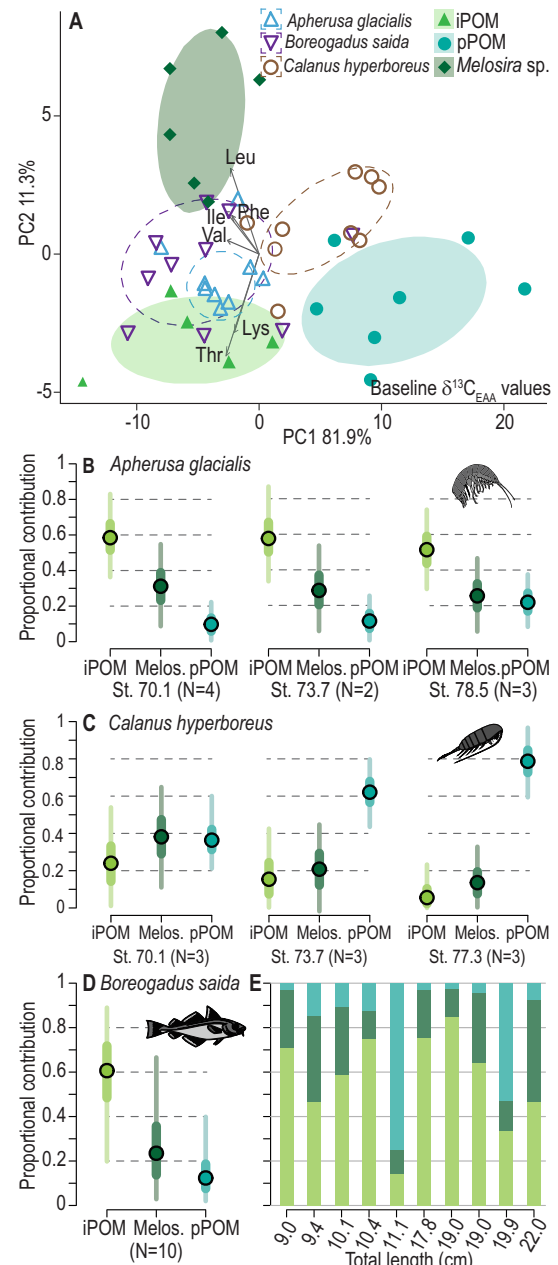 A
Apherusa glacialis
iPOM
Boreogadus saida
pPOM
Calanus hyperboreus
Melosira sp.
PC2 11.3%
5
0
-5
Leu
Ile
Phe
Val
Lys
Thr
Baseline δ13CEAA values
-10
0
10
20
PC1 81.9%
B Apherusa glacialis
Proportional contribution
1
0.8
0.6
0.4
0.2
0
iPOM Melos. pPOM
St. 70.1 (N=4)
iPOM Melos. pPOM
St. 73.7 (N=2)
iPOM Melos. pPOM
St. 78.5 (N=3)
C Calanus hyperboreus
Proportional contribution
1
0.8
0.6
0.4
0.2
0
iPOM Melos. pPOM
St. 70.1 (N=3)
iPOM Melos. pPOM
St. 73.7 (N=3)
iPOM Melos. pPOM
St. 77.3 (N=3)
D Boreogadus saida
Proportional contribution
1
0.8
0.6
0.4
0.2
0
iPOM Melos. pPOM
(N=10)
E
9.0
9.4
10.1
10.4
11.1
17.8
19.0
19.0
19.9
22.0
Total length (cm)